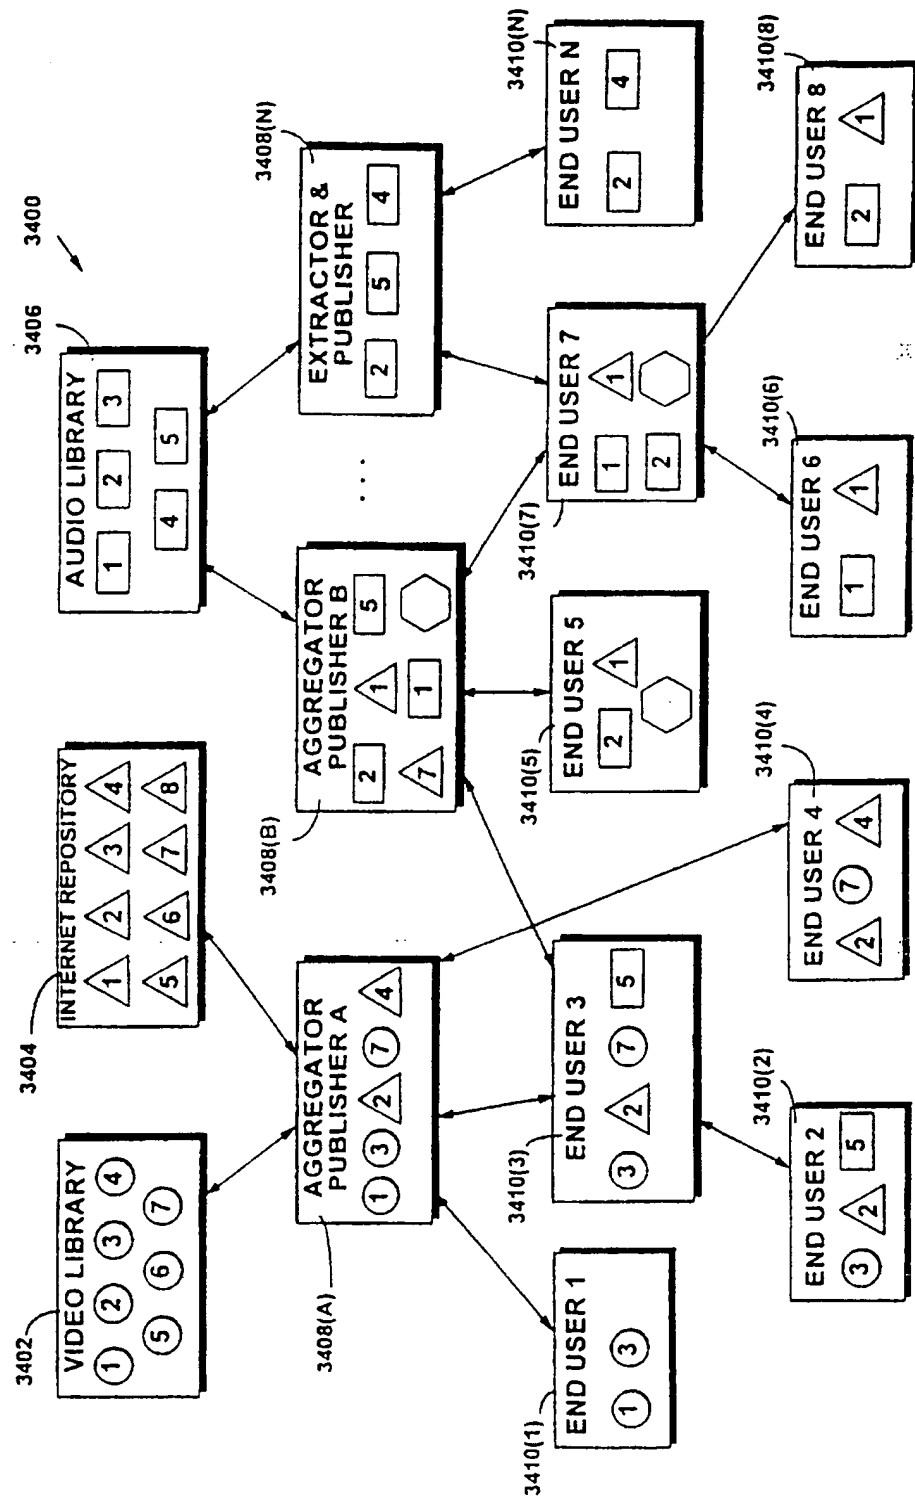 3400
3402
VIDEO LIBRARY
1 2 3 4
5 6 7
3404
INTERNET REPOSITORY
1 2 3 4
5 6 7 8
3406
AUDIO LIBRARY
1 2 3
4 5
3408(A)
AGGREGATOR
PUBLISHER A
1 3 2 7 4
3408(B)
AGGREGATOR
PUBLISHER B
2 1 5
7 1
...
3408(N)
EXTRACTOR &
PUBLISHER
2 5 4
3410(1)
END USER 1
1 3
3410(3)
END USER 3
3 2 7 5
3410(5)
END USER 5
2 1
3410(7)
END USER 7
1 1
2
3410(N)
END USER N
2 4
3410(2)
END USER 2
3 2 5
3410(4)
END USER 4
2 7 4
3410(6)
END USER 6
1 1
3410(8)
END USER 8
2 1